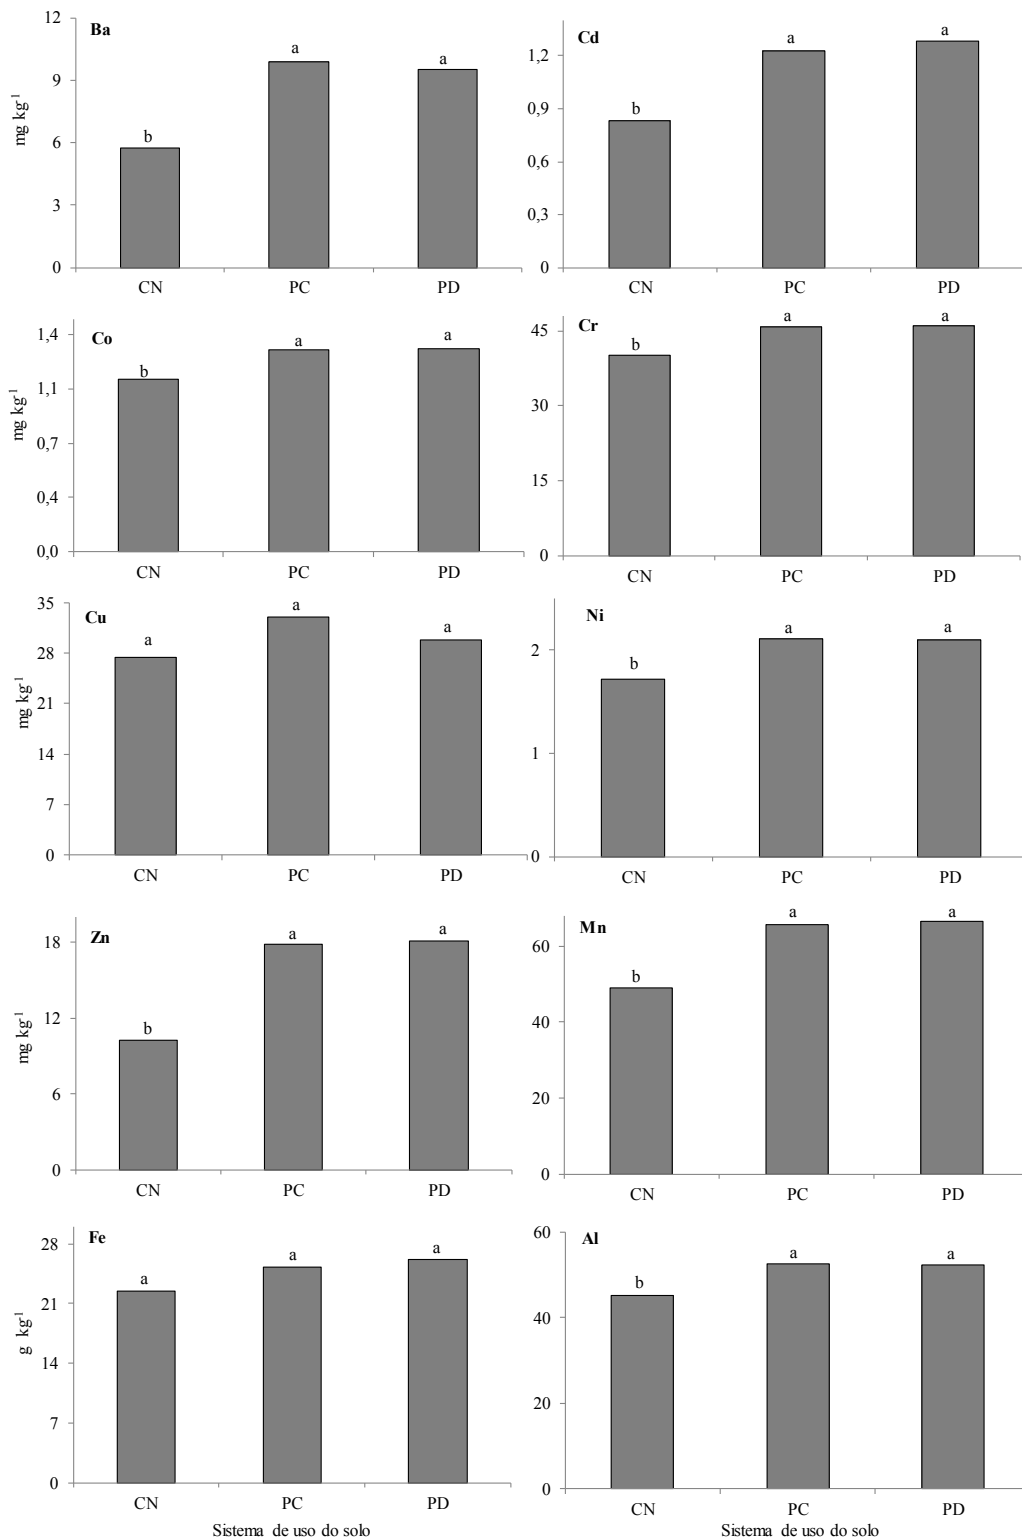 Ba
12
9
6
3
0
mg kg-1
b
a
a
CN
PC
PD
Cd
1,2
0,9
0,6
0,3
0
b
a
a
CN
PC
PD
Co
1,4
1,1
0,7
0,4
0,0
mg kg-1
b
a
a
CN
PC
PD
Cr
45
30
15
0
b
a
a
CN
PC
PD
Cu
35
28
21
14
7
0
mg kg-1
a
a
a
CN
PC
PD
Ni
2
1
0
b
a
a
CN
PC
PD
Zn
18
12
6
0
mg kg-1
b
a
a
CN
PC
PD
Mn
60
40
20
0
b
a
a
CN
PC
PD
Fe
28
21
14
7
0
g kg-1
a
a
a
CN
PC
PD
Sistema de uso do solo
Al
60
40
20
0
b
a
a
CN
PC
PD
Sistema de uso do solo